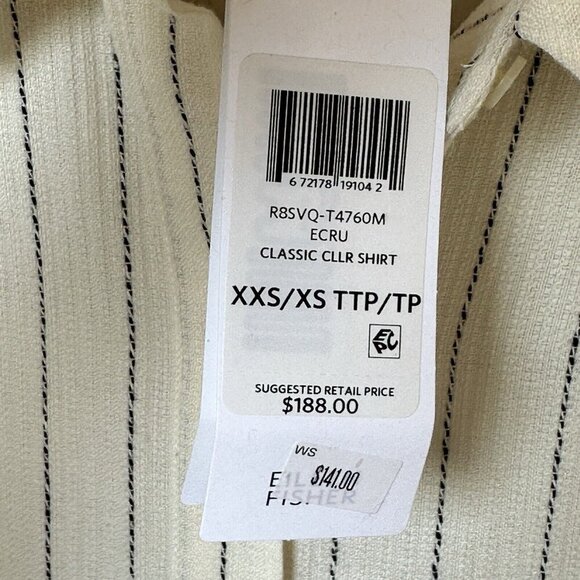 6 72178 19104 2
R8SVQ-T4760M
ECRU
CLASSIC CLLR SHIRT
XXS/XS TTP/TP
EPC
SUGGESTED RETAIL PRICE
$188.00
WS
$141.00
FISHER